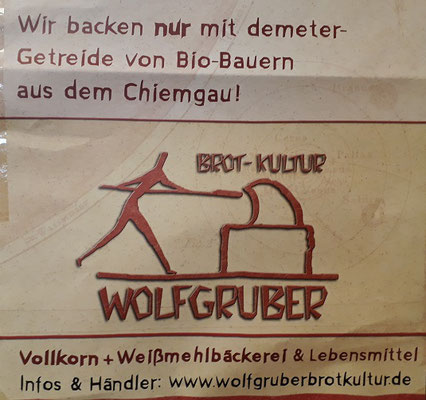 Wir backen nur mit demeter-
Getreide von Bio-Bauern
aus dem Chiemgau!
BROT-KULTUR
WOLFGRUBER
Vollkorn + Weißmehlbäckerei & Lebensmittel
Infos & Händler: www.wolfgruberbrotkultur.de